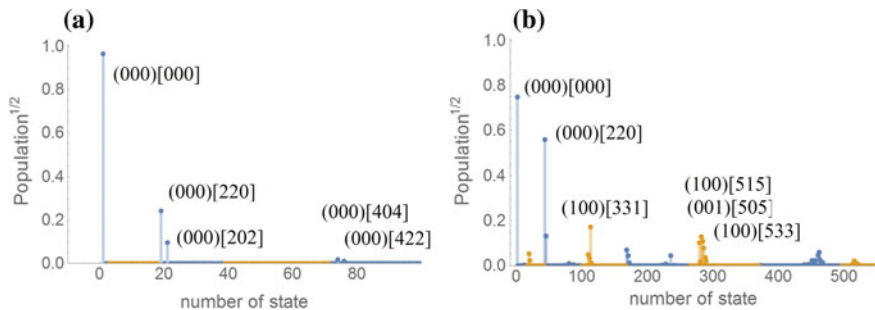 (a)
Population1/2
1.0
0.8
0.6
0.4
0.2
0.0
(000)[000]
(000)[220]
(000)[202]
(000)[404]
(000)[422]
0 20 40 60 80
number of state
(b)
Population1/2
1.0
0.8
0.6
0.4
0.2
0.0
(000)[000]
(000)[220]
(100)[331]
(100)[515]
(001)[505]
(100)[533]
0 100 200 300 400 500
number of state